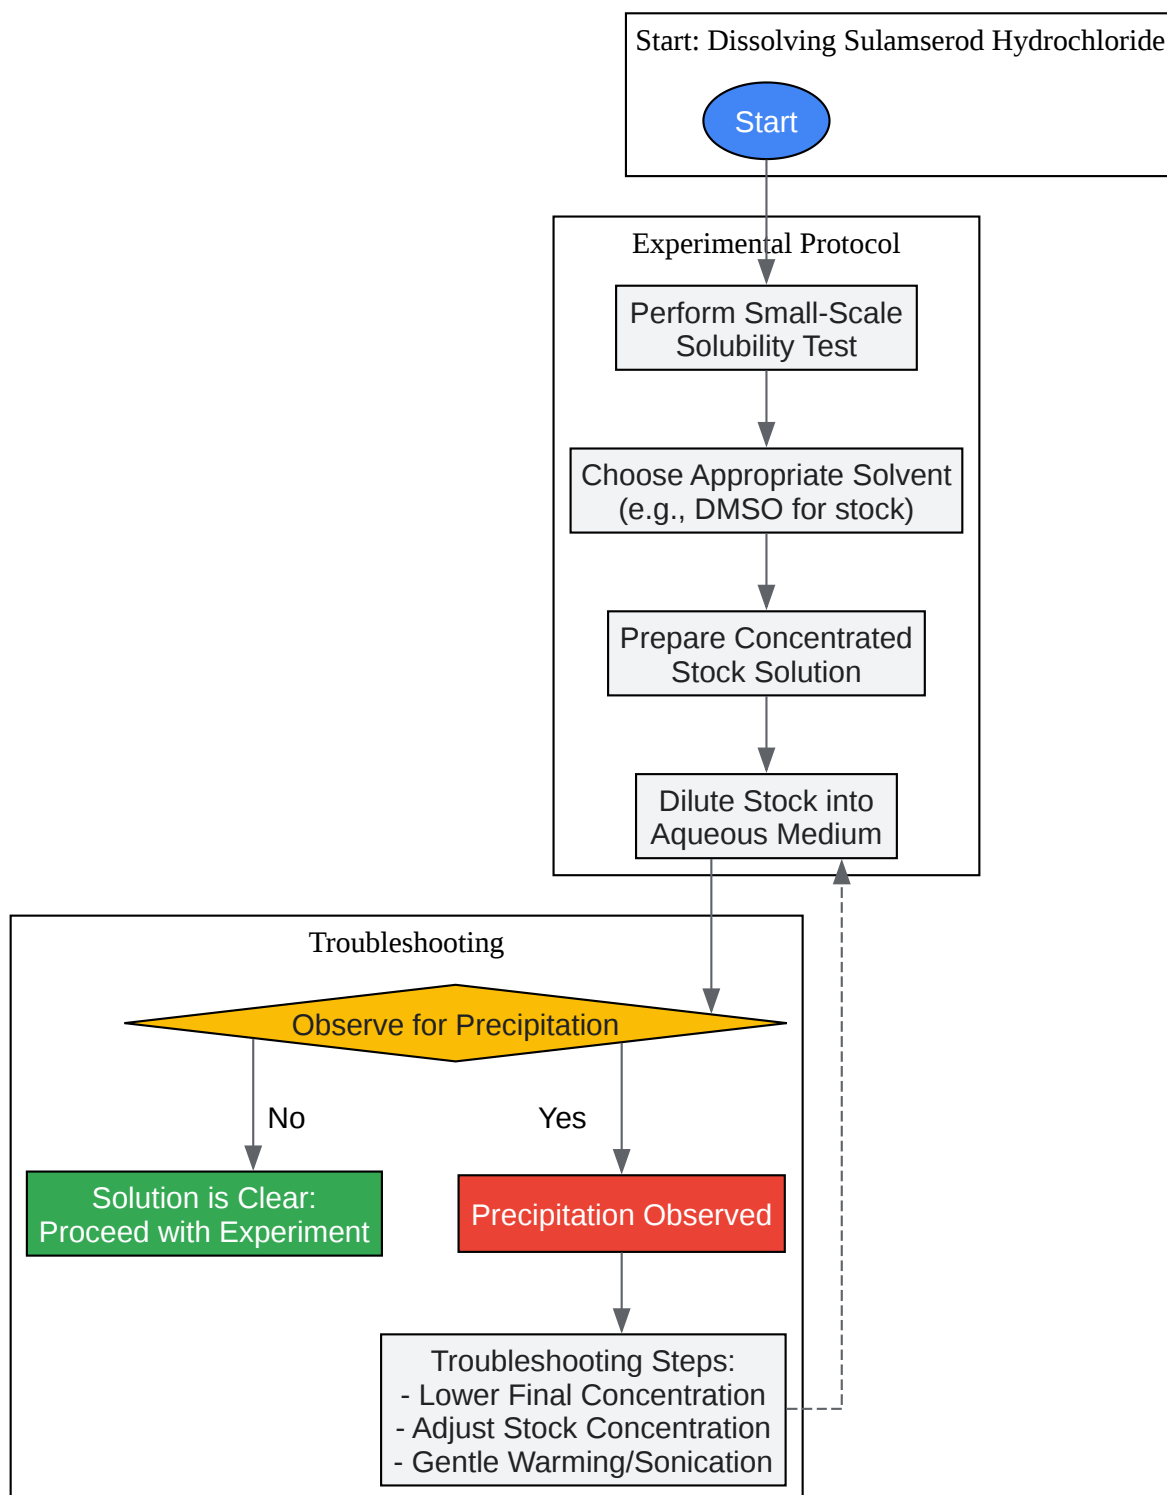 Start: Dissolving Sulamserod Hydrochloride
Start
Experimental Protocol
Perform Small-Scale
Solubility Test
Choose Appropriate Solvent
(e.g., DMSO for stock)
Prepare Concentrated
Stock Solution
Dilute Stock into
Aqueous Medium
Troubleshooting
Observe for Precipitation
No
Yes
Solution is Clear:
Proceed with Experiment
Precipitation Observed
Troubleshooting Steps:
- Lower Final Concentration
- Adjust Stock Concentration
- Gentle Warming/Sonication